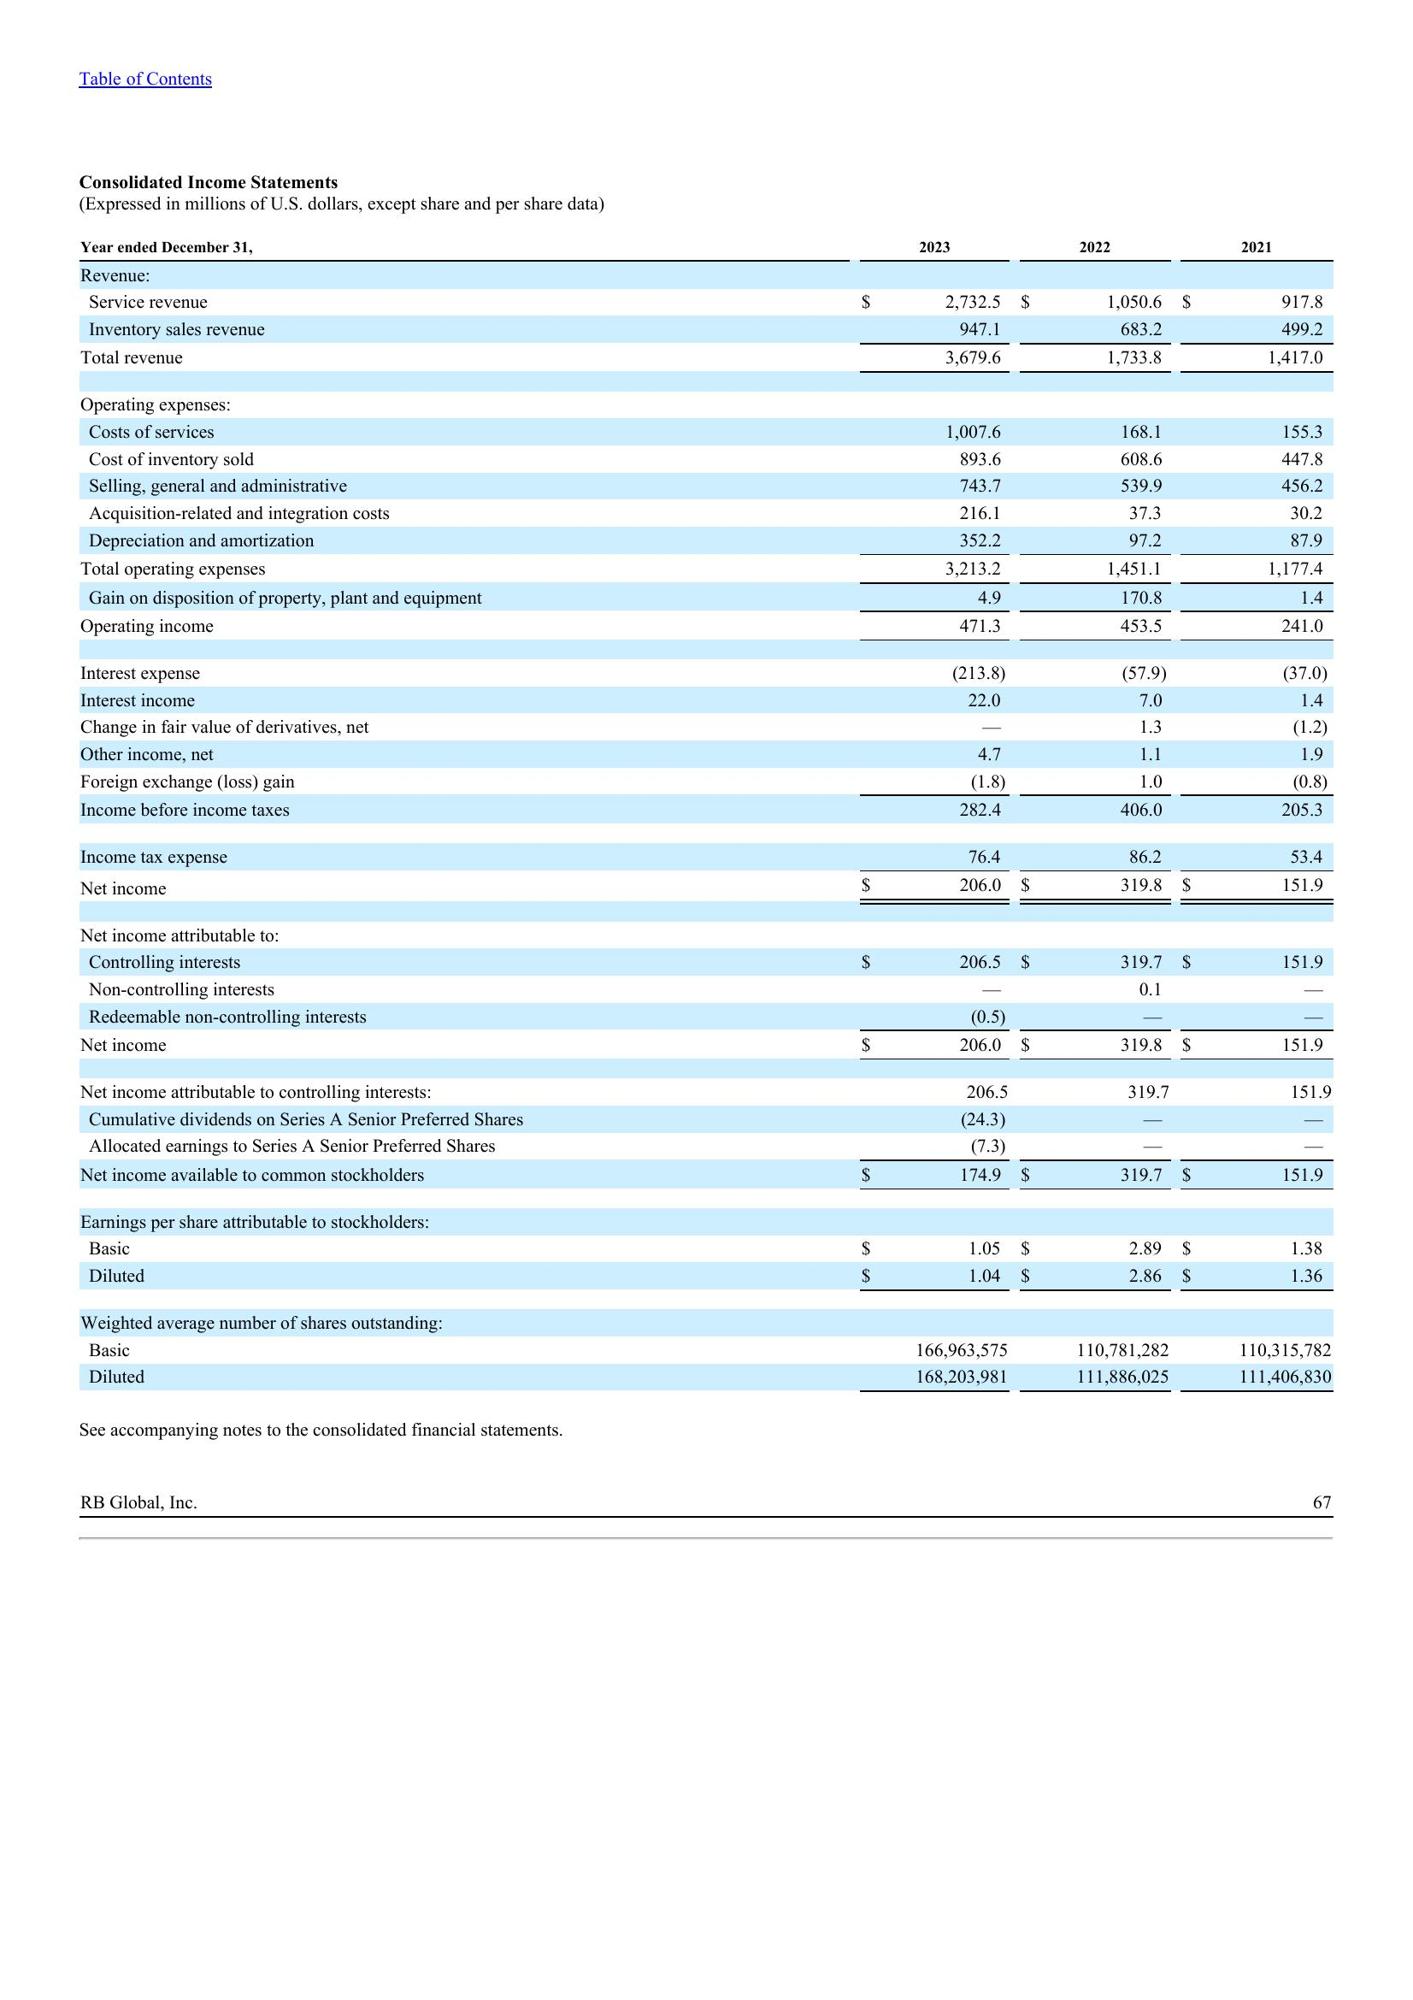 Table of Contents
Consolidated Income Statements
(Expressed in millions of U.S. dollars, except share and per share data)
Year ended December 31, 2023 2022 2021
Revenue:
Service revenue $ 2,732.5 $ 1,050.6 $ 917.8
Inventory sales revenue 947.1 683.2 499.2
Total revenue 3,679.6 1,733.8 1,417.0
Operating expenses:
Costs of services 1,007.6 168.1 155.3
Cost of inventory sold 893.6 608.6 447.8
Selling, general and administrative 743.7 539.9 456.2
Acquisition-related and integration costs 216.1 37.3 30.2
Depreciation and amortization 352.2 97.2 87.9
Total operating expenses 3,213.2 1,451.1 1,177.4
Gain on disposition of property, plant and equipment 4.9 170.8 1.4
Operating income 471.3 453.5 241.0
Interest expense (213.8) (57.9) (37.0)
Interest income 22.0 7.0 1.4
Change in fair value of derivatives, net — 1.3 (1.2)
Other income, net 4.7 1.1 1.9
Foreign exchange (loss) gain (1.8) 1.0 (0.8)
Income before income taxes 282.4 406.0 205.3
Income tax expense 76.4 86.2 53.4
Net income $ 206.0 $ 319.8 $ 151.9
Net income attributable to:
Controlling interests $ 206.5 $ 319.7 $ 151.9
Non-controlling interests — 0.1 —
Redeemable non-controlling interests (0.5) — —
Net income $ 206.0 $ 319.8 $ 151.9
Net income attributable to controlling interests: 206.5 319.7 151.9
Cumulative dividends on Series A Senior Preferred Shares (24.3) — —
Allocated earnings to Series A Senior Preferred Shares (7.3) — —
Net income available to common stockholders $ 174.9 $ 319.7 $ 151.9
Earnings per share attributable to stockholders:
Basic $ 1.05 $ 2.89 $ 1.38
Diluted $ 1.04 $ 2.86 $ 1.36
Weighted average number of shares outstanding:
Basic 166,963,575 110,781,282 110,315,782
Diluted 168,203,981 111,886,025 111,406,830
See accompanying notes to the consolidated financial statements.
RB Global, Inc. 67